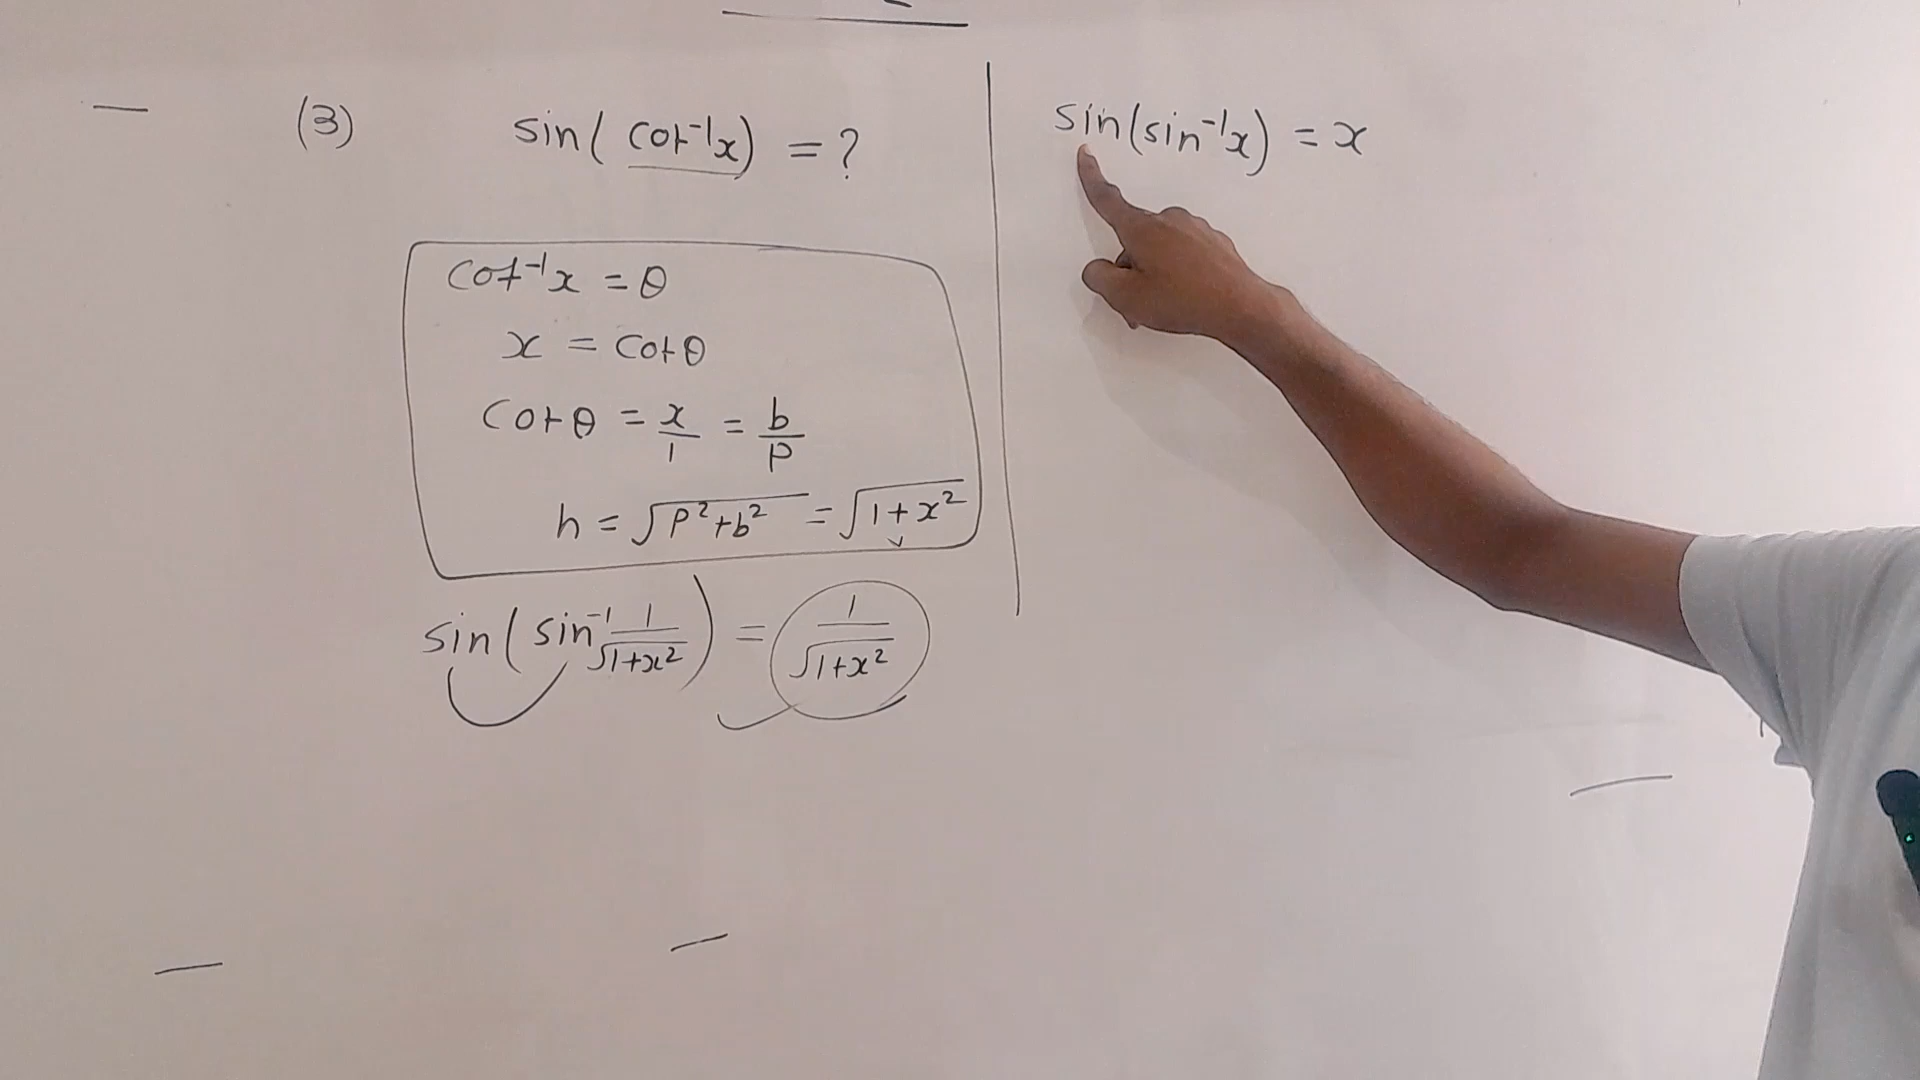 (3) sin(cot⁻¹x) = ?
cot⁻¹x = θ
x = cotθ
cotθ = x/1 = b/p
h = √(p²+b²) = √(1+x²)
sin(sin⁻¹ 1/√(1+x²)) = 1/√(1+x²)
sin(sin⁻¹x) = x